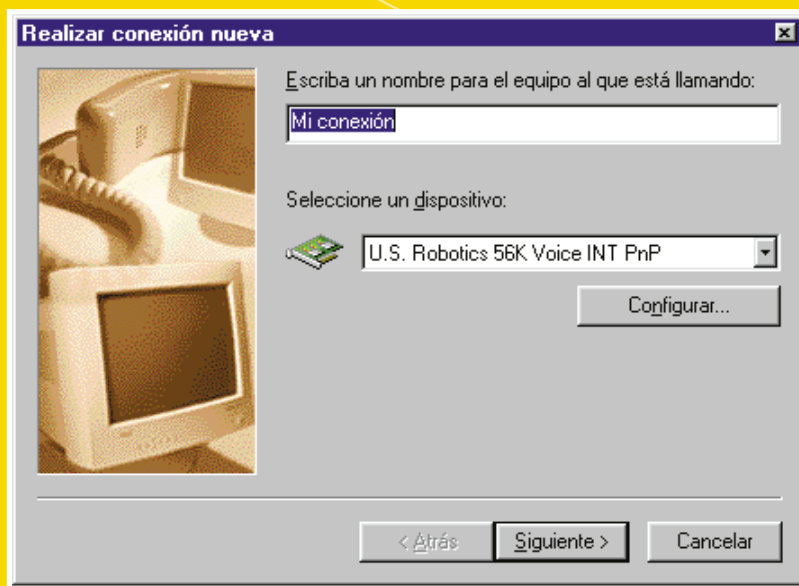 Realizar conexión nueva
Escriba un nombre para el equipo al que está llamando:
Mi conexión
Seleccione un dispositivo:
U.S. Robotics 56K Voice INT PnP
Configurar...
< Atrás
Siguiente >
Cancelar